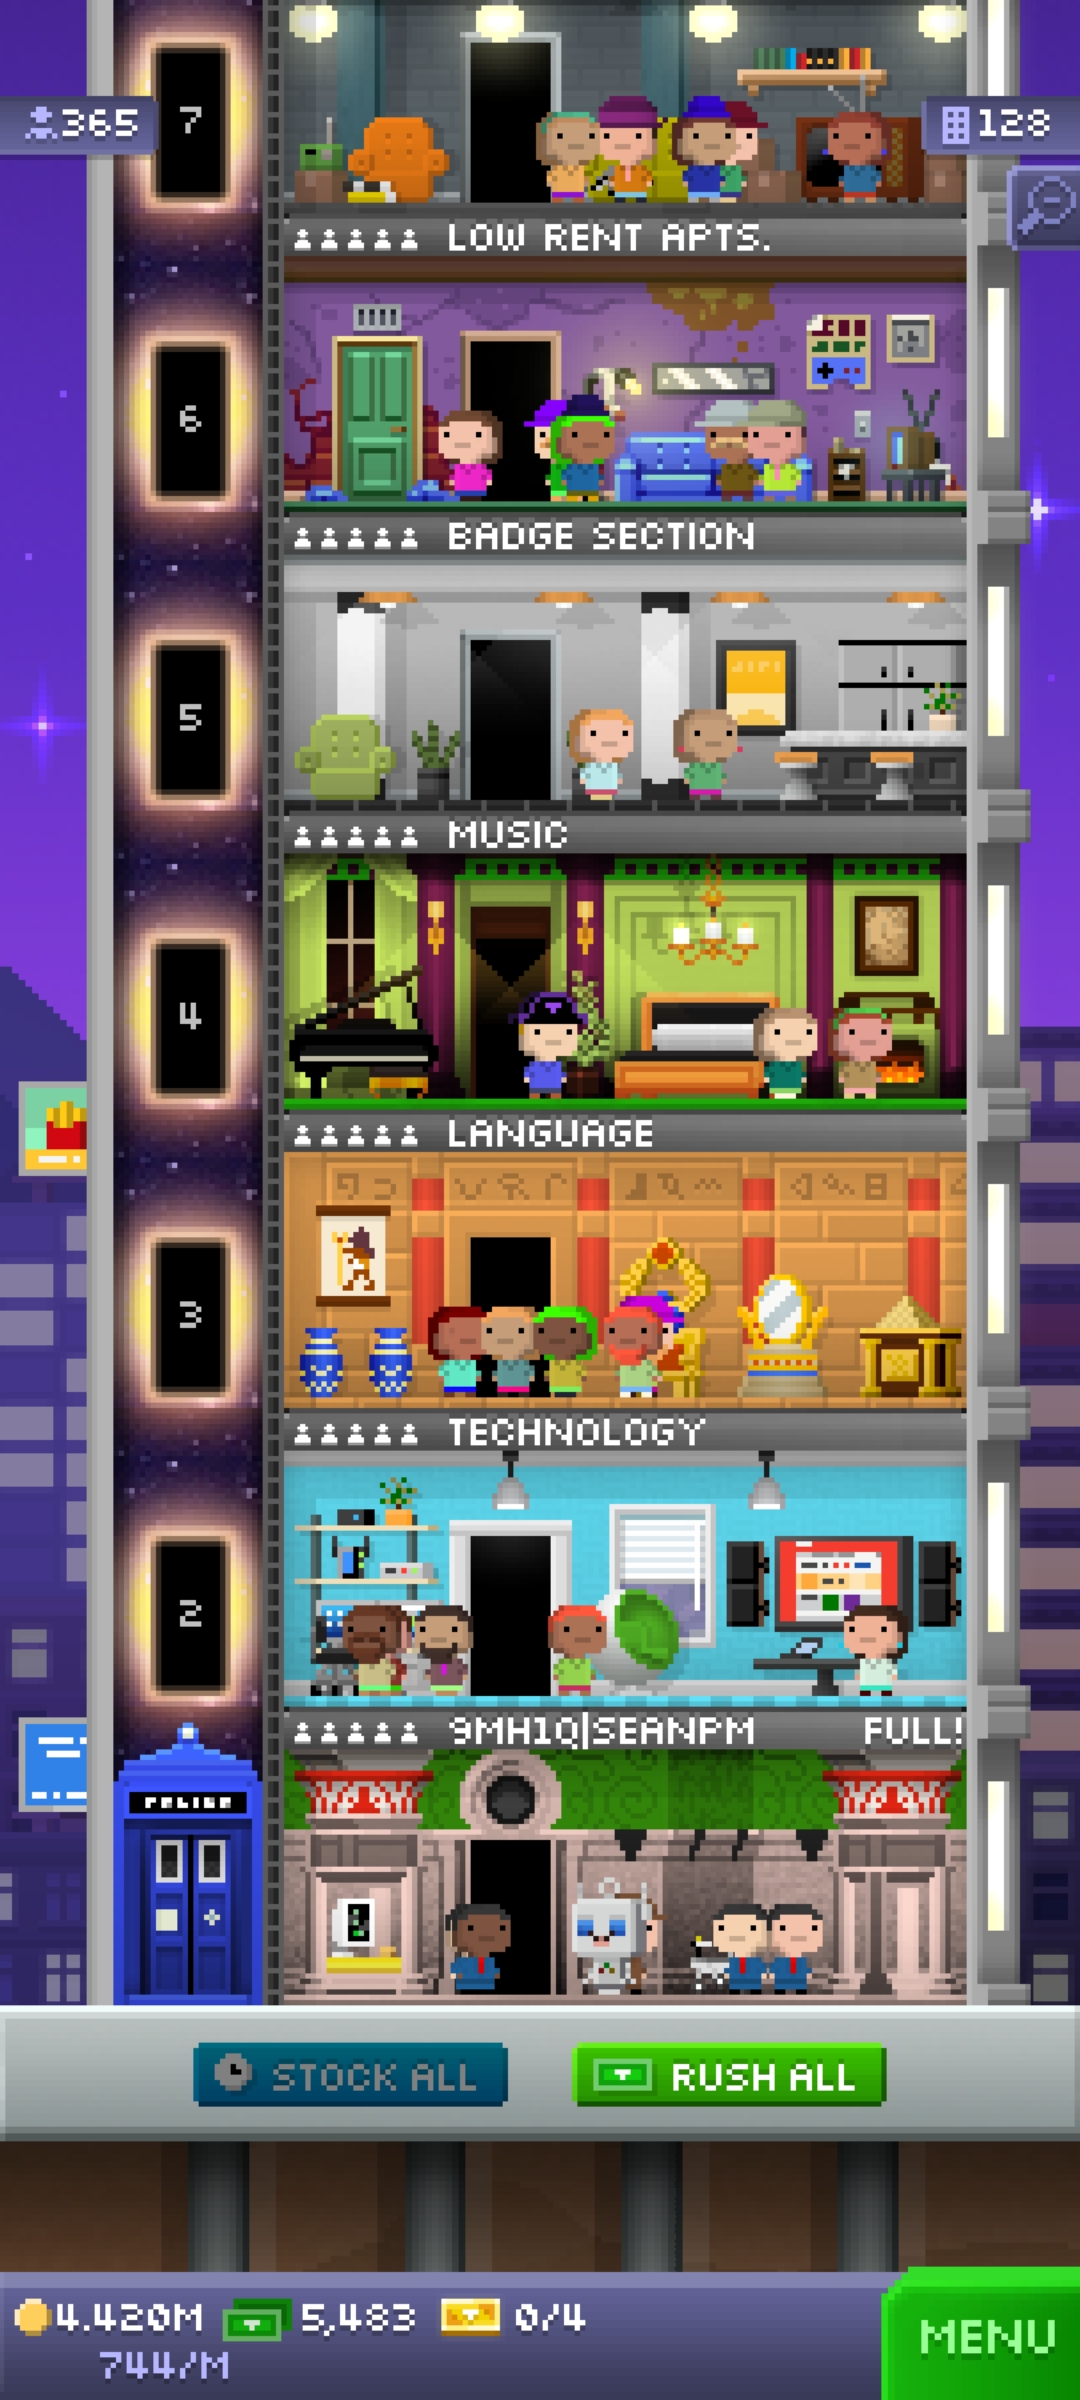 7
365
128
LOW RENT APTS.
6
BADGE SECTION
5
MUSIC
4
LANGUAGE
3
TECHNOLOGY
2
9MH1Q|SEANPM FULL!
POLICE
STOCK ALL
RUSH ALL
4.420M 5,483 0/4
744/M
MENU